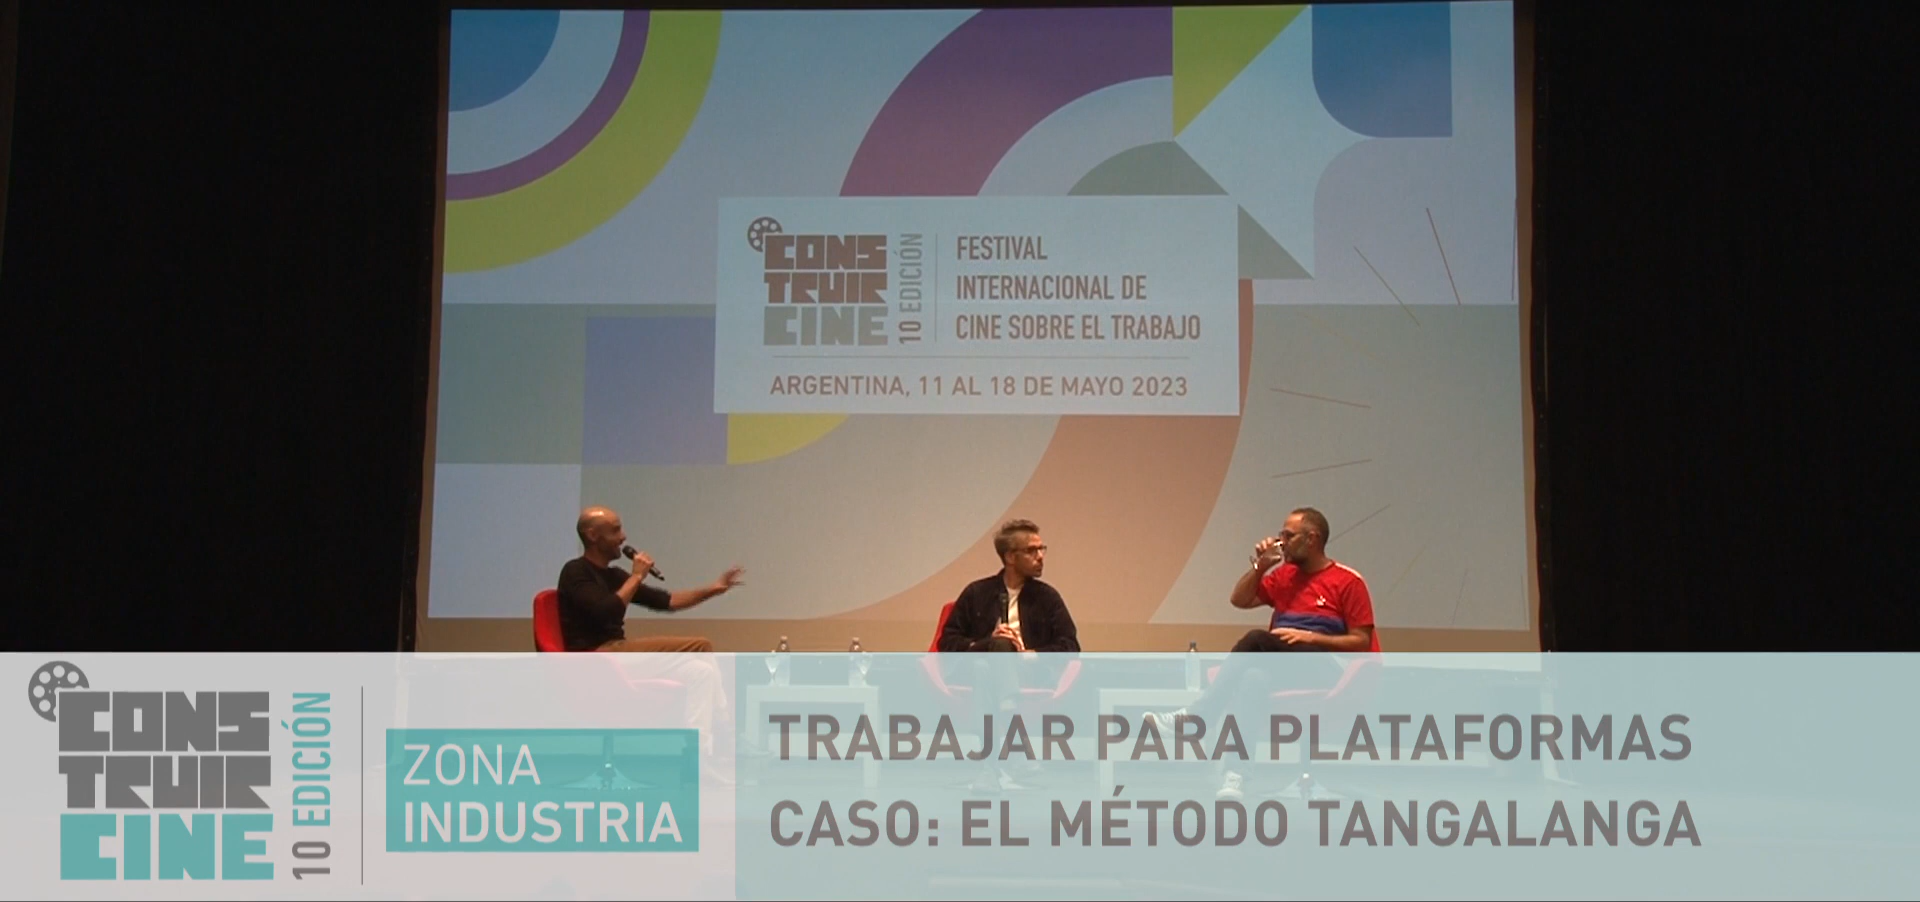 CONS
TRUIR
CINE
10 EDICIÓN
FESTIVAL
INTERNACIONAL DE
CINE SOBRE EL TRABAJO
ARGENTINA, 11 AL 18 DE MAYO 2023
CONS
TRUIR
CINE
10 EDICIÓN
ZONA
INDUSTRIA
TRABAJAR PARA PLATAFORMAS
CASO: EL MÉTODO TANGALANGA